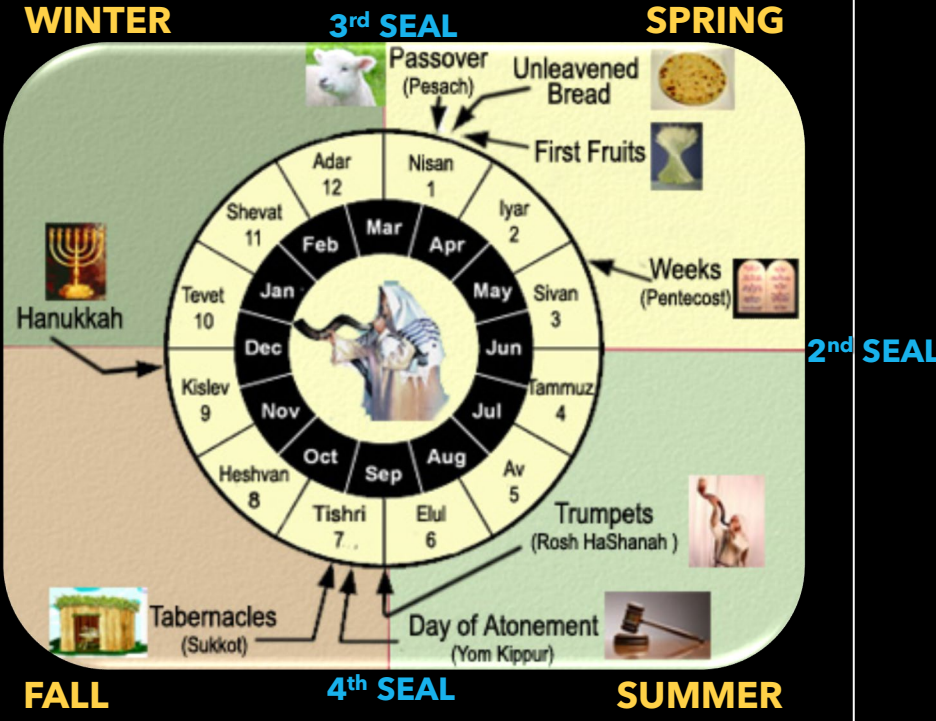 WINTER
3rd SEAL
SPRING
Passover
(Pesach)
Unleavened
Bread
First Fruits
Weeks
(Pentecost)
2nd SEAL
Hanukkah
Nisan
1
Iyar
2
Sivan
3
Tammuz
4
Av
5
Elul
6
Tishri
7
Heshvan
8
Kislev
9
Tevet
10
Shevat
11
Adar
12
Mar
Apr
May
Jun
Jul
Aug
Sep
Oct
Nov
Dec
Jan
Feb
Trumpets
(Rosh HaShanah )
Tabernacles
(Sukkot)
Day of Atonement
(Yom Kippur)
FALL
4th SEAL
SUMMER